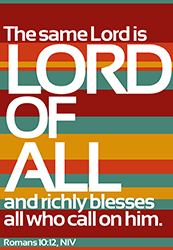 The same Lord is
LORD
OF
ALL
and richly blesses
all who call on him.
Romans 10:12, NIV